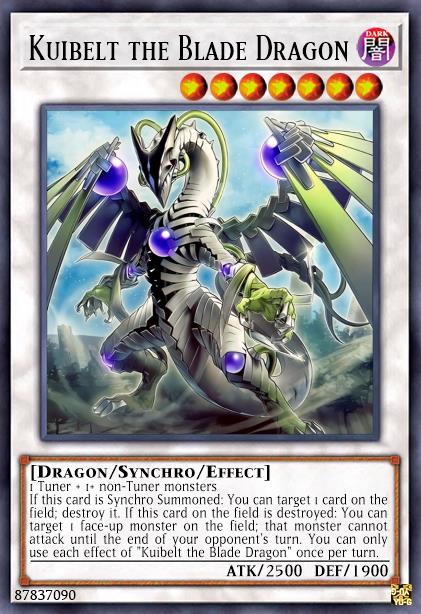 KUIBELT THE BLADE DRAGON
DARK
闇
[DRAGON/SYNCHRO/EFFECT]
1 Tuner + 1+ non-Tuner monsters
If this card is Synchro Summoned: You can target 1 card on the
field; destroy it. If this card on the field is destroyed: You can
target 1 face-up monster on the field; that monster cannot
attack until the end of your opponent's turn. You can only
use each effect of "Kuibelt the Blade Dragon" once per turn.
ATK/2500 DEF/1900
87837090